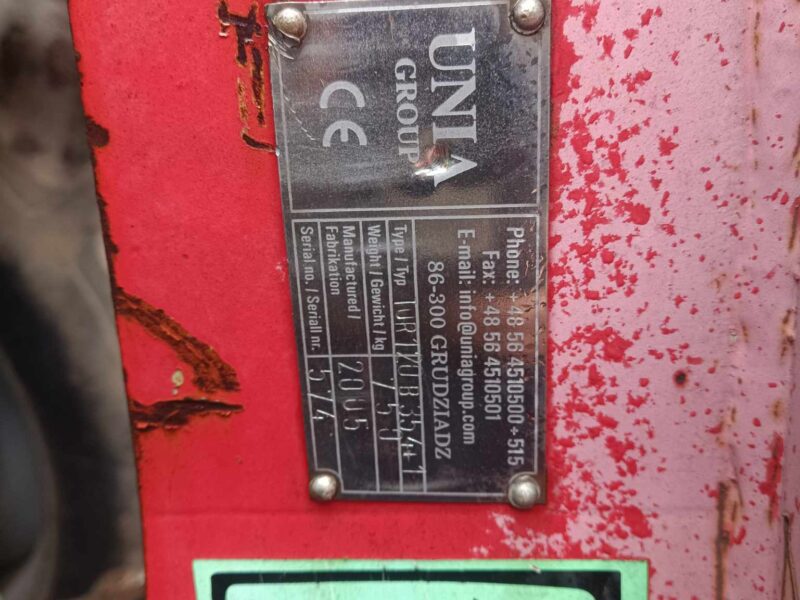 UNIA
GROUP
CE
Phone: +48 56 4510500÷515
Fax: +48 56 4510501
E-mail: info@uniagroup.com
86-300 GRUDZIADZ
Type / Typ
Weight / Gewicht / kg 750
Manufactured / 2005
Fabrikation
Serial no. / Seriall nr. 574